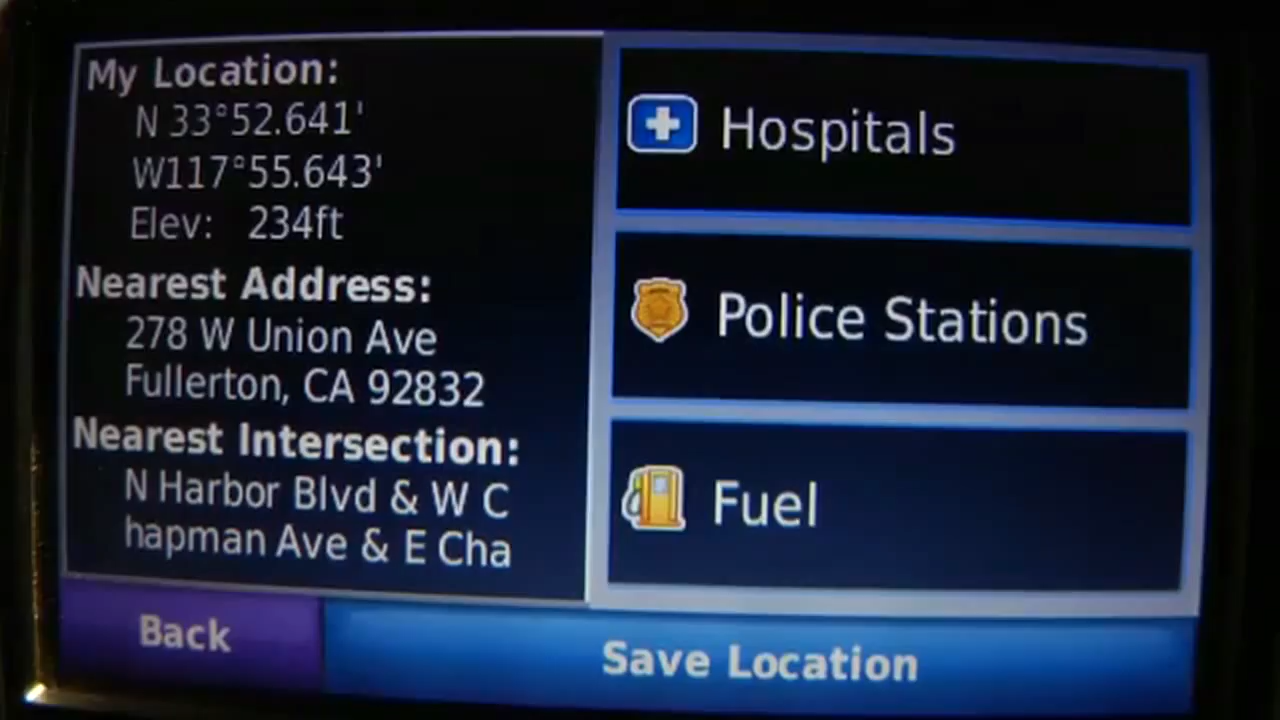 My Location:
N 33°52.641'
W117°55.643'
Elev: 234ft
Nearest Address:
278 W Union Ave
Fullerton, CA 92832
Nearest Intersection:
N Harbor Blvd & W C
hapman Ave & E Cha
Hospitals
Police Stations
Fuel
Back
Save Location